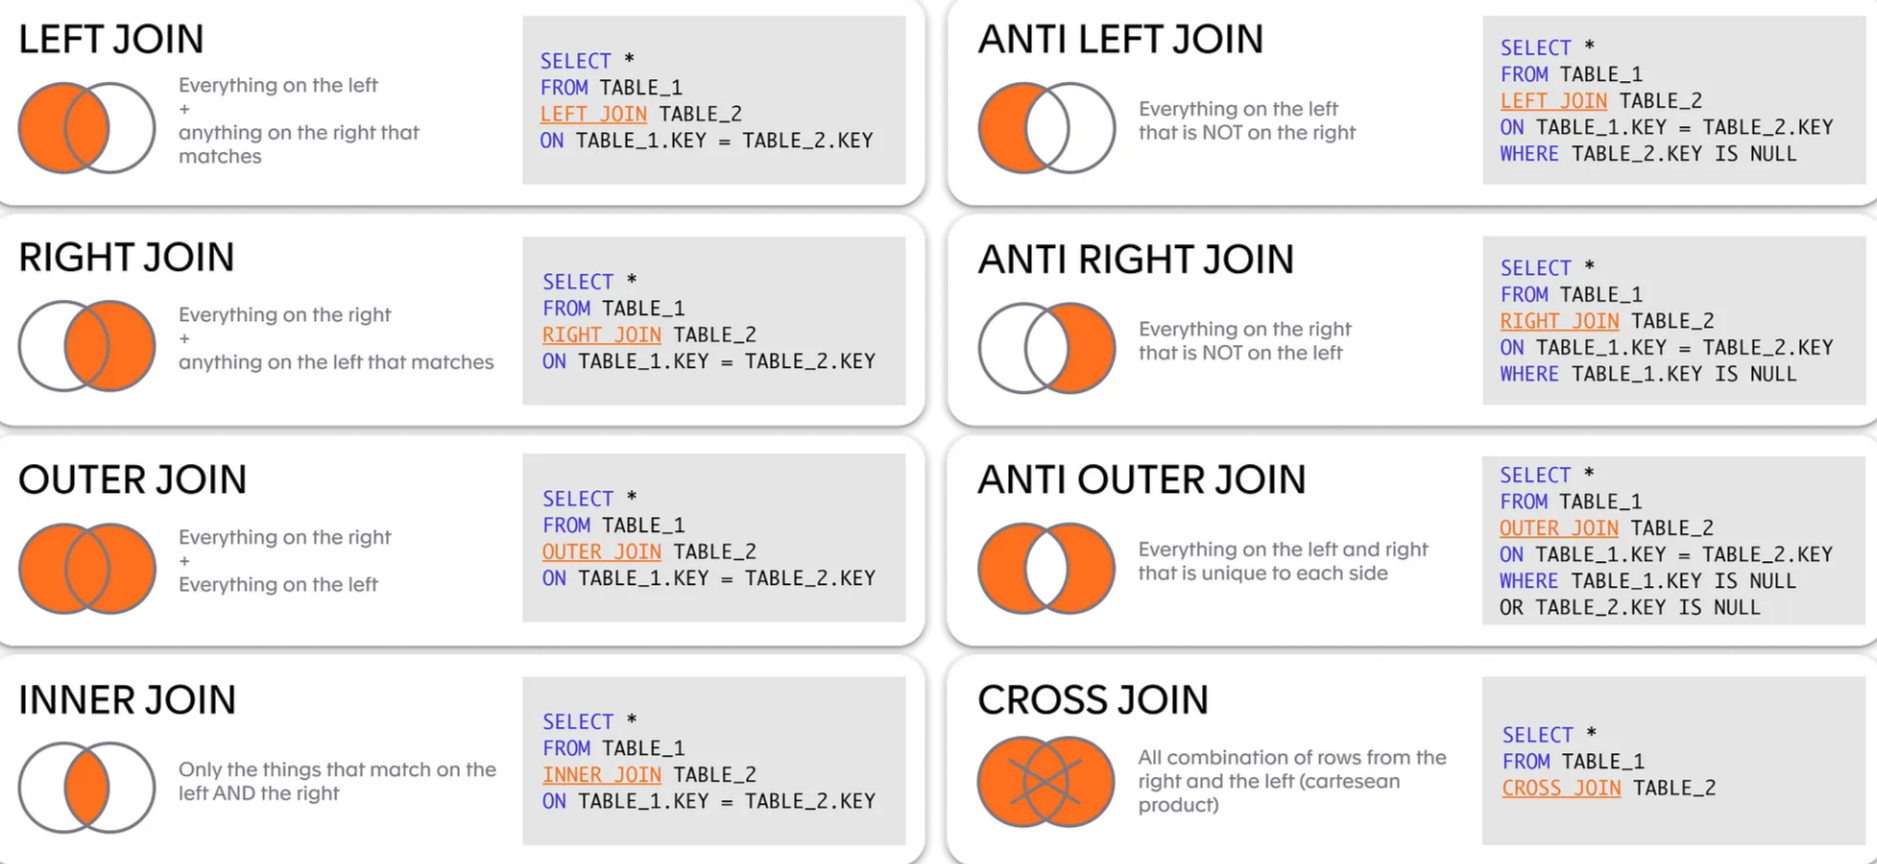 LEFT JOIN
Everything on the left
+
anything on the right that
matches
SELECT *
FROM TABLE_1
LEFT JOIN TABLE_2
ON TABLE_1.KEY = TABLE_2.KEY
ANTI LEFT JOIN
Everything on the left
that is NOT on the right
SELECT *
FROM TABLE_1
LEFT JOIN TABLE_2
ON TABLE_1.KEY = TABLE_2.KEY
WHERE TABLE_2.KEY IS NULL
RIGHT JOIN
Everything on the right
+
anything on the left that matches
SELECT *
FROM TABLE_1
RIGHT JOIN TABLE_2
ON TABLE_1.KEY = TABLE_2.KEY
ANTI RIGHT JOIN
Everything on the right
that is NOT on the left
SELECT *
FROM TABLE_1
RIGHT JOIN TABLE_2
ON TABLE_1.KEY = TABLE_2.KEY
WHERE TABLE_1.KEY IS NULL
OUTER JOIN
Everything on the right
+
Everything on the left
SELECT *
FROM TABLE_1
OUTER JOIN TABLE_2
ON TABLE_1.KEY = TABLE_2.KEY
ANTI OUTER JOIN
Everything on the left and right
that is unique to each side
SELECT *
FROM TABLE_1
OUTER JOIN TABLE_2
ON TABLE_1.KEY = TABLE_2.KEY
WHERE TABLE_1.KEY IS NULL
OR TABLE_2.KEY IS NULL
INNER JOIN
Only the things that match on the
left AND the right
SELECT *
FROM TABLE_1
INNER JOIN TABLE_2
ON TABLE_1.KEY = TABLE_2.KEY
CROSS JOIN
All combination of rows from the
right and the left (cartesean
product)
SELECT *
FROM TABLE_1
CROSS JOIN TABLE_2